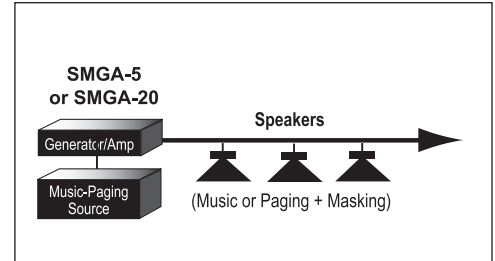 SMGA-5
or SMGA-20
Generator/Amp
Speakers
Music-Paging
Source
(Music or Paging + Masking)